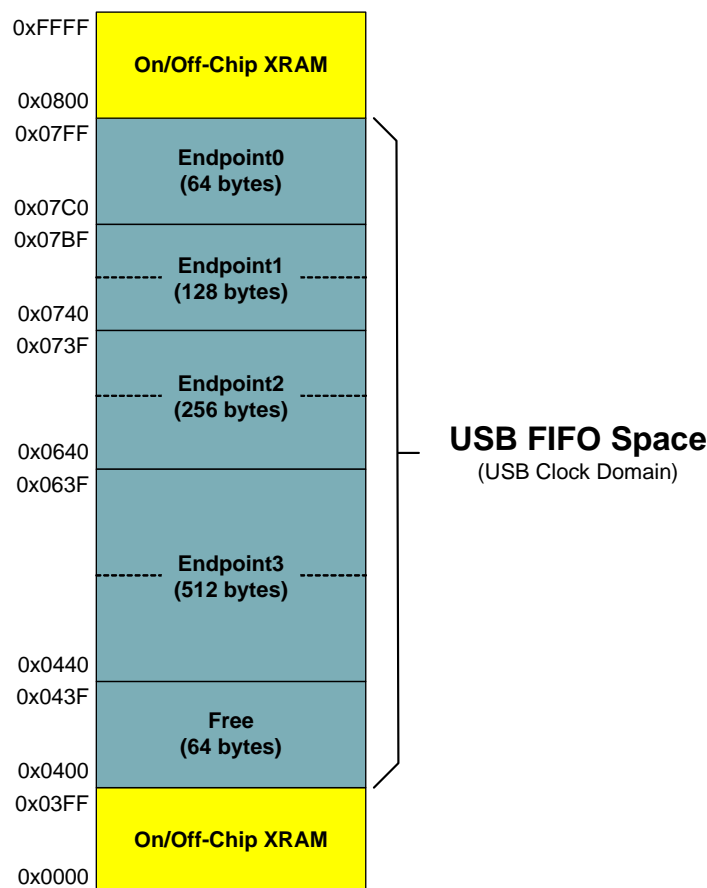 0xFFFF
On/Off-Chip XRAM
0x0800
0x07FF
Endpoint0
(64 bytes)
0x07C0
0x07BF
Endpoint1
(128 bytes)
0x0740
0x073F
Endpoint2
(256 bytes)
0x0640
0x063F
Endpoint3
(512 bytes)
0x0440
0x043F
Free
(64 bytes)
0x0400
0x03FF
On/Off-Chip XRAM
0x0000
USB FIFO Space
(USB Clock Domain)